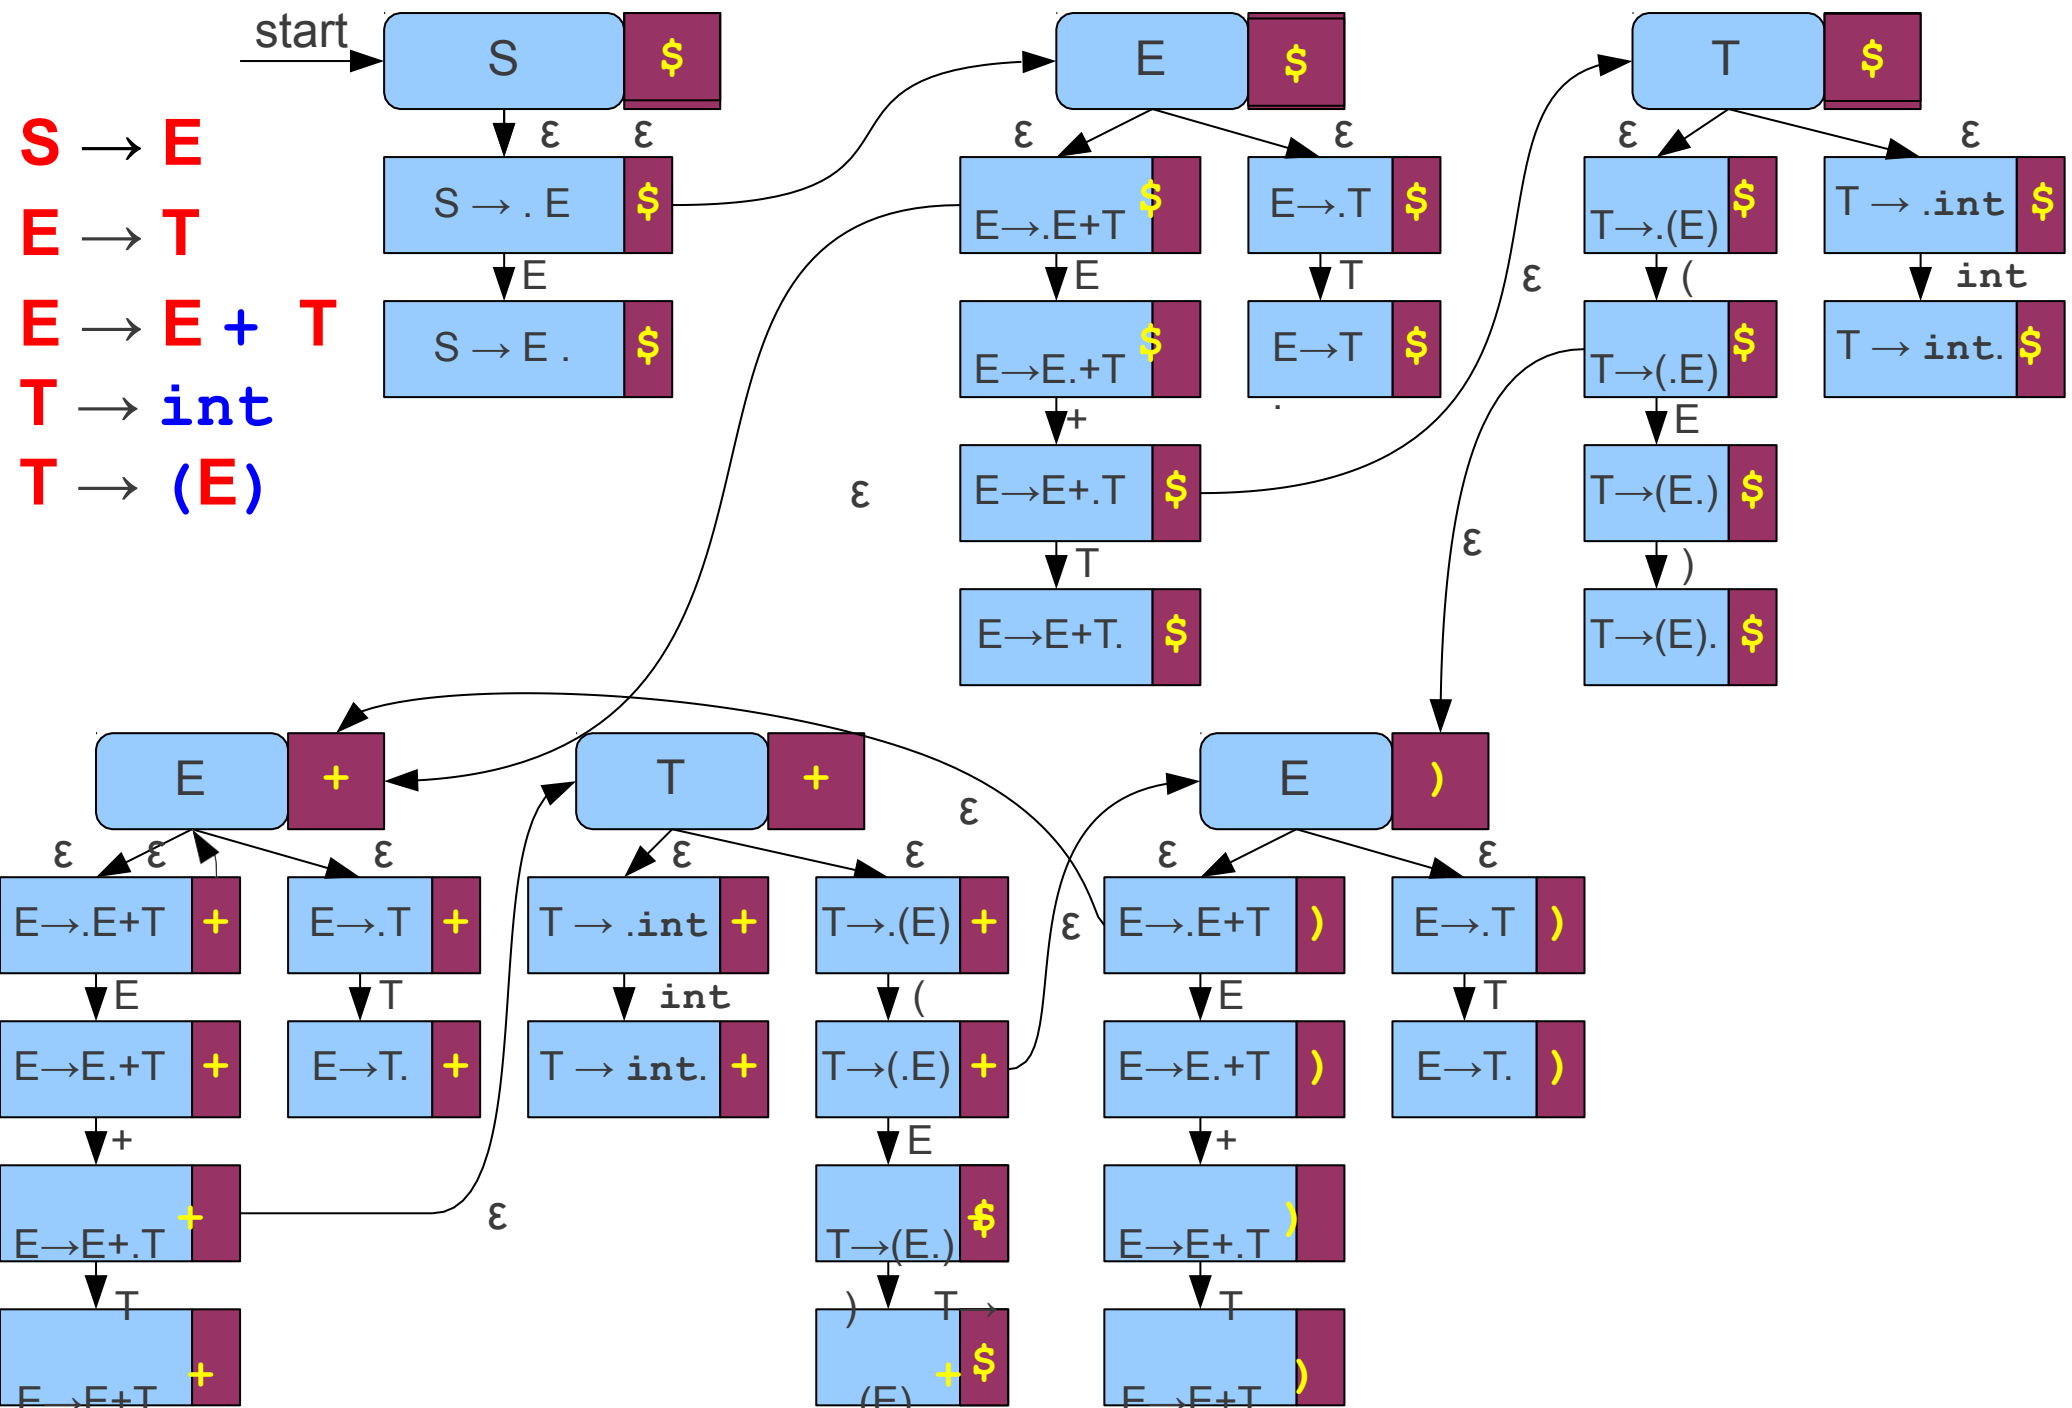 start
S $
E $
T $
S → E
E → T
E → E + T
T → int
T → (E)
ε ε
S → . E $
E
S → E . $
ε ε
E→.E+T $
E→.T $
E T
E→E.+T $
E→T $
.
+
E→E+.T $
T
E→E+T. $
ε
ε
ε ε
T→.(E) $
T → .int $
( int
T→(.E) $
T → int. $
E
T→(E.) $
)
T→(E). $
ε
E +
T +
E )
ε
ε ε ε
E→.E+T +
E→.T +
E T
E→E.+T +
E→T. +
+
E→E+.T +
T
E→E+T +
ε
ε ε
T → .int +
T→.(E) +
int (
T → int. +
T→(.E) +
E
T→(E.) +$
) T→
(E) + $
ε
ε ε
E→.E+T )
E→.T )
E T
E→E.+T )
E→T. )
+
E→E+.T )
T
E→E+T )